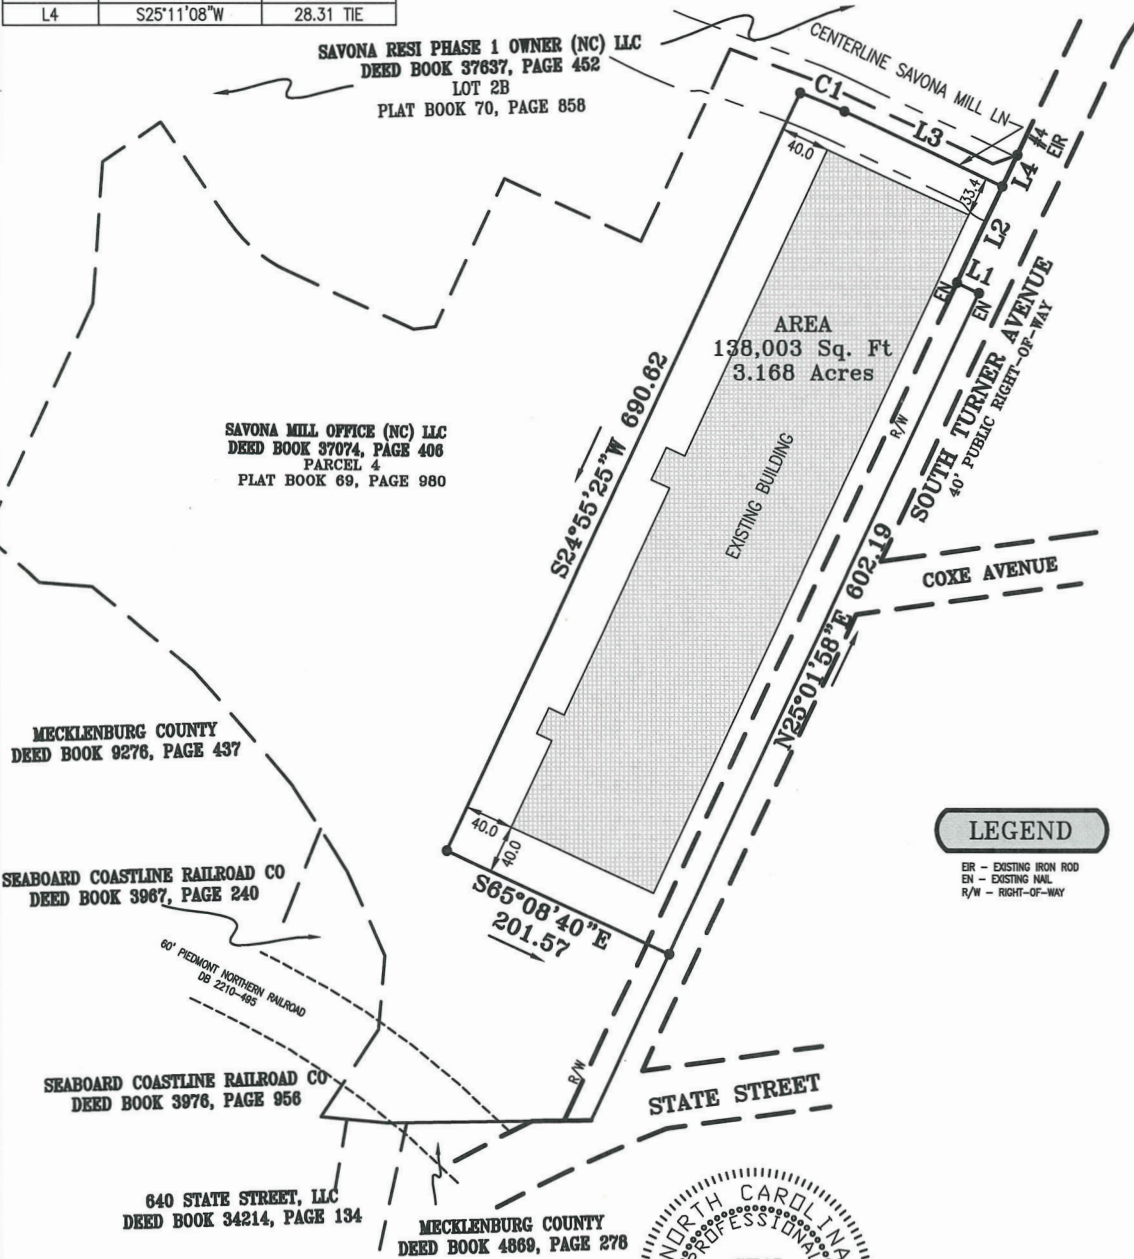 L4 S25°11'08"W 28.31 TIE
SAVONA RESI PHASE 1 OWNER (NC) LLC
DEED BOOK 37637, PAGE 452
LOT 2B
PLAT BOOK 70, PAGE 858
CENTERLINE SAVONA MILL LN
C1
L3
#4
EIR
L4
40.0
33.4
L2
L1
EN
EN
AREA
138,003 Sq. Ft
3.168 Acres
SOUTH TURNER AVENUE
40' PUBLIC RIGHT-OF-WAY
R/W
S24°55'25"W 690.62
SAVONA MILL OFFICE (NC) LLC
DEED BOOK 37074, PAGE 406
PARCEL 4
PLAT BOOK 69, PAGE 980
EXISTING BUILDING
COXE AVENUE
N25°01'58"E 602.19
MECKLENBURG COUNTY
DEED BOOK 9276, PAGE 437
LEGEND
EIR - EXISTING IRON ROD
EN - EXISTING NAIL
R/W - RIGHT-OF-WAY
40.0
40.0
SEABOARD COASTLINE RAILROAD CO
DEED BOOK 3967, PAGE 240
S65°08'40"E
201.57
60' PIEDMONT NORTHERN RAILROAD
DB 2210-495
R/W
SEABOARD COASTLINE RAILROAD CO
DEED BOOK 3976, PAGE 956
STATE STREET
640 STATE STREET, LLC
DEED BOOK 34214, PAGE 134
MECKLENBURG COUNTY
DEED BOOK 4869, PAGE 278
NORTH CAROLINA
PROFESSIONAL